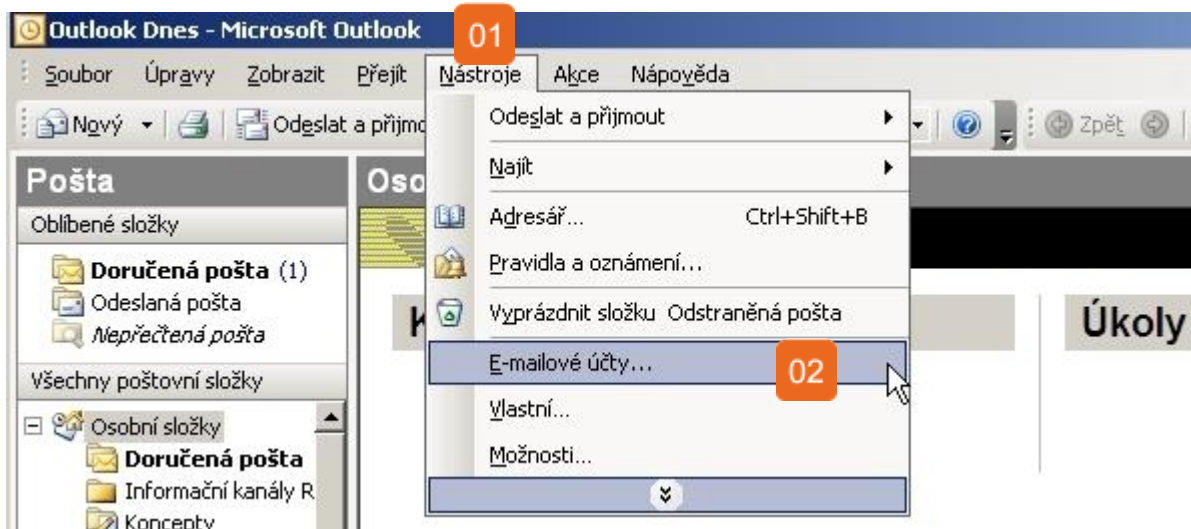 Outlook Dnes - Microsoft Outlook
01
Soubor Úpravy Zobrazit Přejít Nástroje Akce Nápověda
Nový Odeslat a přijmo Zpět
Odeslat a přijmout
Najít
Adresář... Ctrl+Shift+B
Pravidla a oznámení...
Vyprázdnit složku Odstraněná pošta
E-mailové účty... 02
Vlastní...
Možnosti...
Pošta
Oblíbené složky
Doručená pošta (1)
Odeslaná pošta
Nepřečtená pošta
Všechny poštovní složky
Osobní složky
Doručená pošta
Informační kanály R
Koncepty
Oso
K
Úkoly